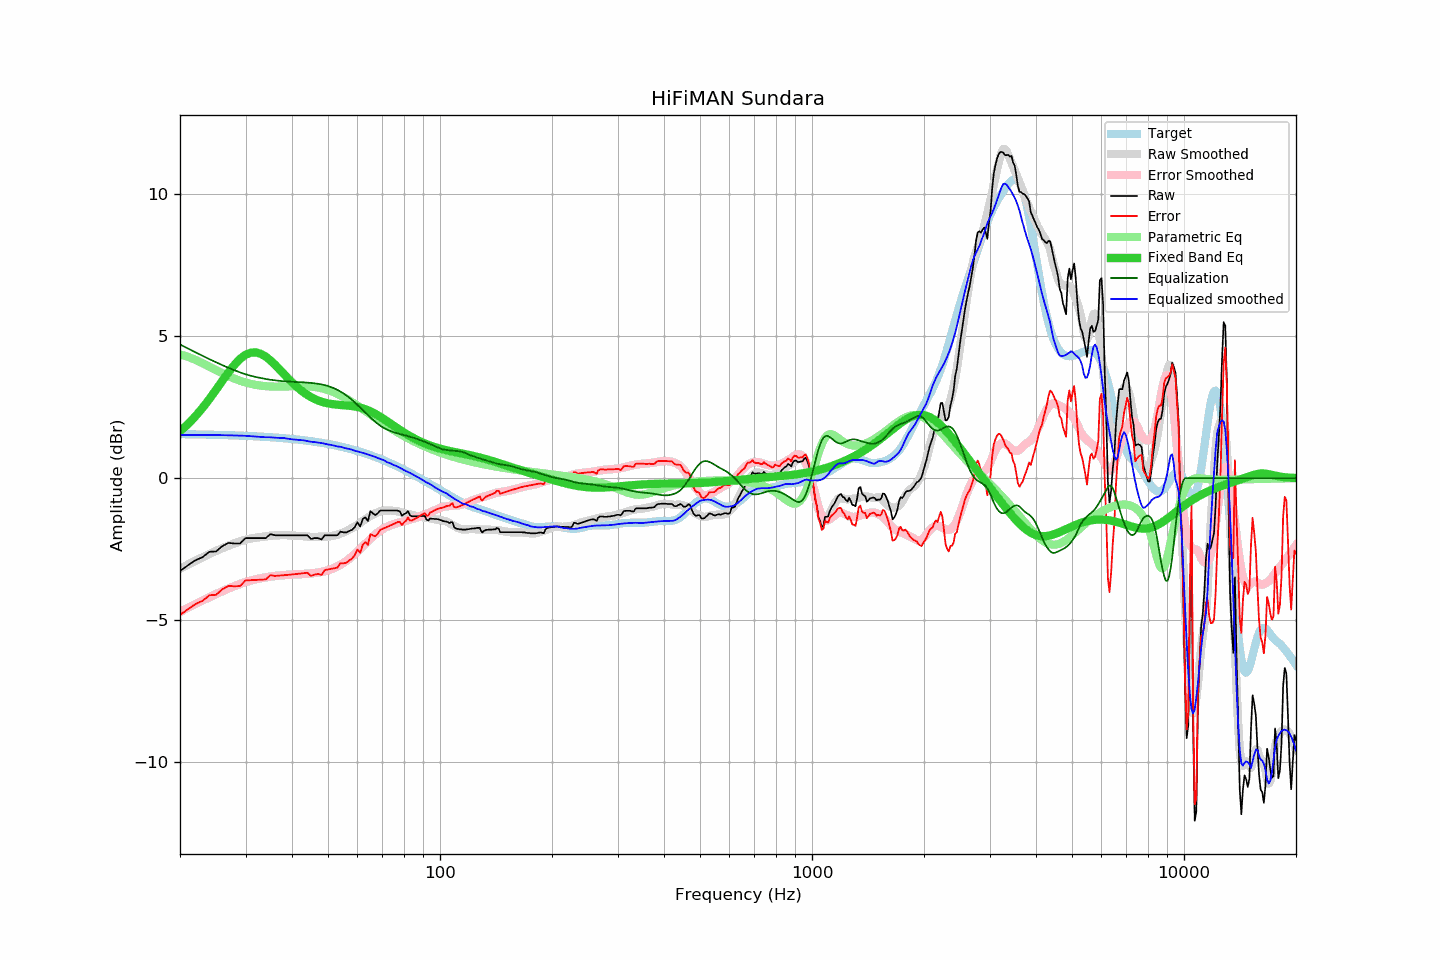 HiFiMAN Sundara
Target
Raw Smoothed
Error Smoothed
Raw
Error
Parametric Eq
Fixed Band Eq
Equalization
Equalized smoothed
Amplitude (dBr)
10
5
0
−5
−10
100
1000
10000
Frequency (Hz)